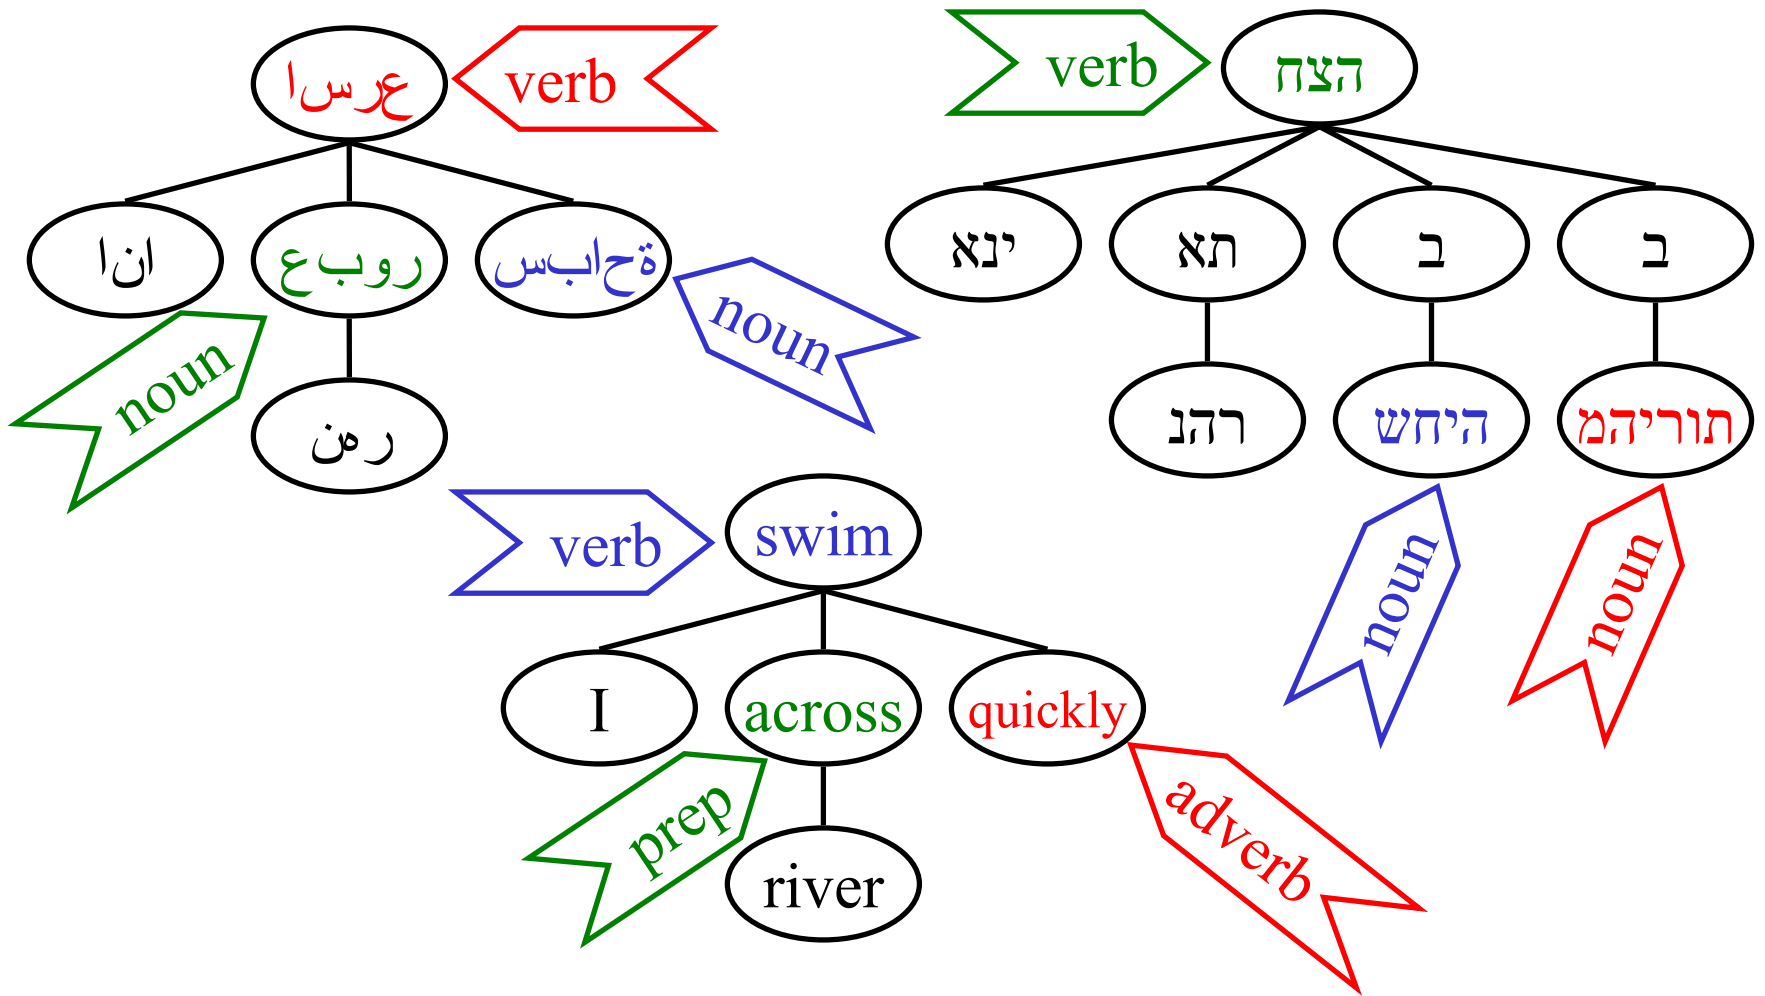 اسرع
verb
verb
חצה
انا
عبور
سباحة
אני
את
ב
ב
noun
noun
نهر
נהר
שחיה
מהירות
verb
swim
noun
noun
I
across
quickly
prep
adverb
river